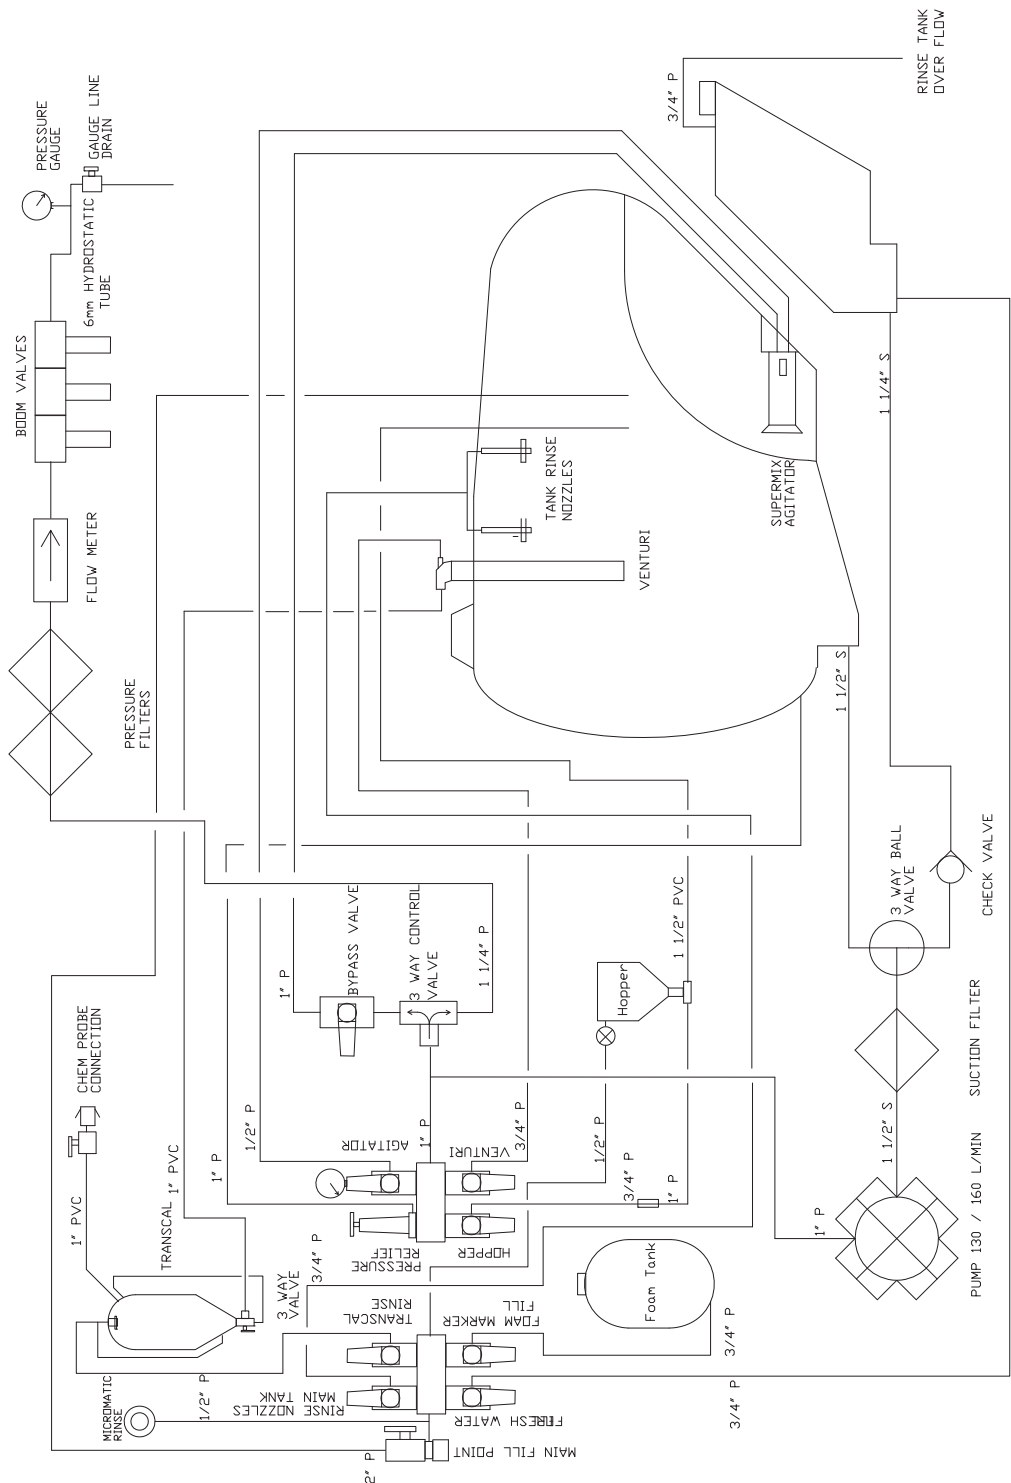 RINSE TANK
OVER FLOW
3/4" P
GAUGE LINE
DRAIN
PRESSURE
GAUGE
6mm HYDROSTATIC
TUBE
BOOM VALVES
1 1/4" S
TANK RINSE
NOZZLES
SUPERMIX
AGITATOR
FLOW METER
VENTURI
PRESSURE
FILTERS
1 1/2" S
3 WAY BALL
VALVE
CHECK VALVE
BYPASS VALVE
3 WAY CONTROL
VALVE
1 1/4" P
1" P
1 1/2" PVC
Hopper
CHEM PROBE
CONNECTION
SUCTION FILTER
1/2" P
1" P
3/4" P
1/2" P
1 1/2" S
AGITATOR
VENTURI
1" PVC
1" P
3/4" P
1" P
1" PVC
TRANSCAL
PRESSURE
RELIEF
HOPPER
1" P
PUMP 130 / 160 L/MIN
3/4" P
3 WAY
VALVE
TRANSCAL
RINSE
FOAM MARKER
FILL
Foam Tank
3/4" P
MICROMATIC
RINSE
1/2" P
RINSE NOZZLES
MAIN TANK
FRESH WATER
3/4" P
MAIN FILL POINT
2" P